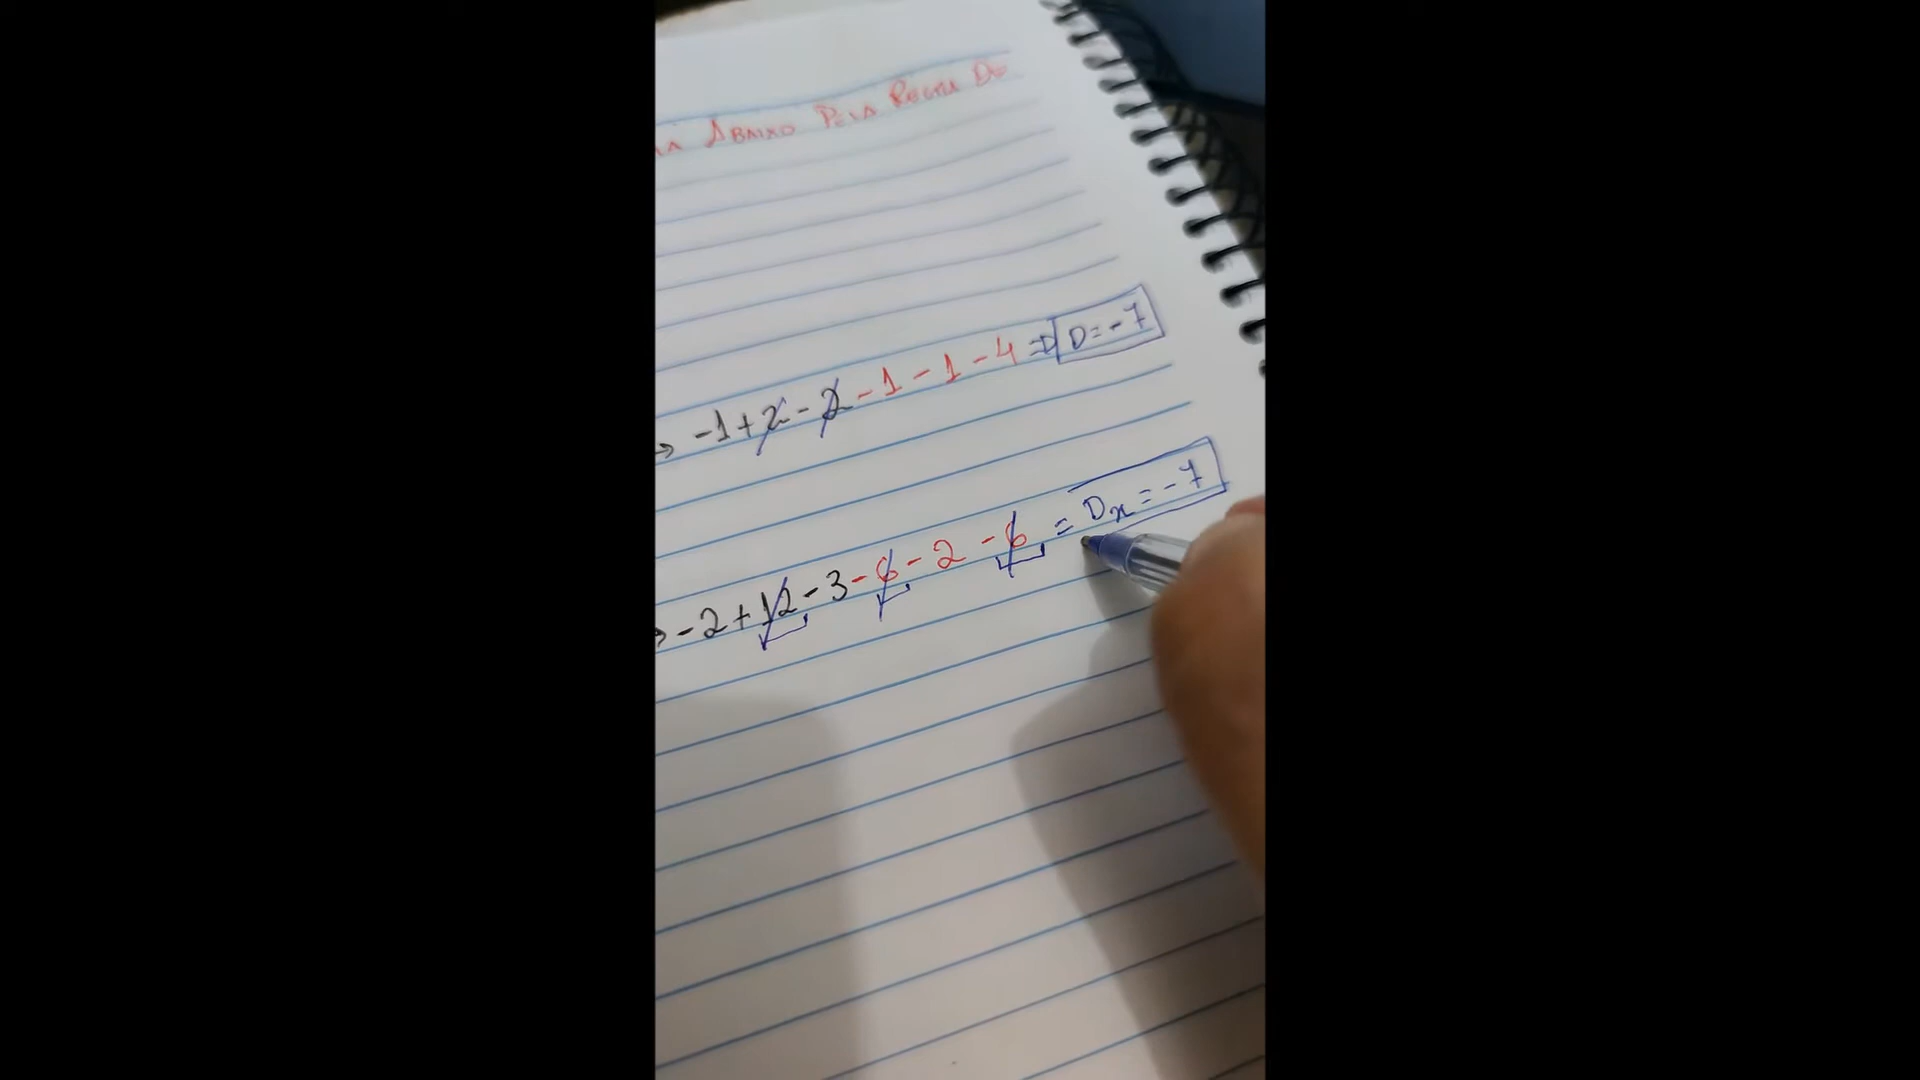 ABAIXO PELA REGRA DE
→ -1+2-2-1-1-4 => D=-7
→ -2+12-3-6-2-6 = Dx = -7